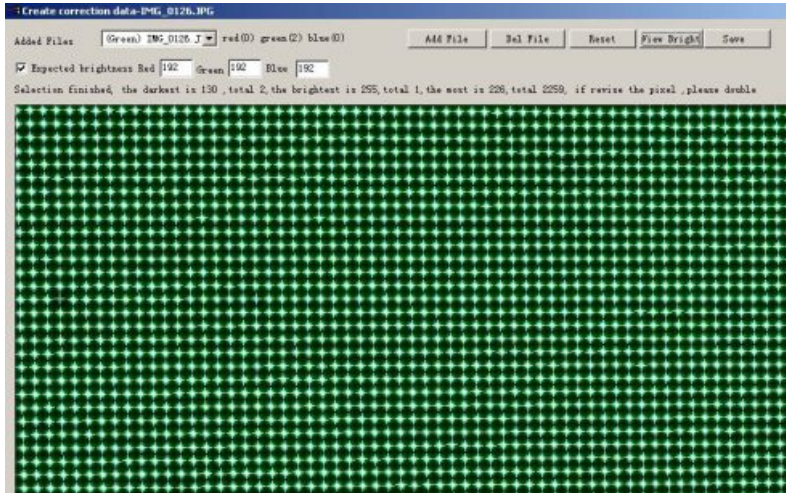 Create correction data-IMG_0126.JPG
Added Files (Green) IMG_0126 J red(0) green(2) blue(0) Add File Del File Reset View Bright Save
Expected brightness Red 192 Green 192 Blue 192
Selection finished, the darkest is 130 ,total 2,the brightest is 255,total 1,the most is 226,total 2259, if revise the pixel ,please double